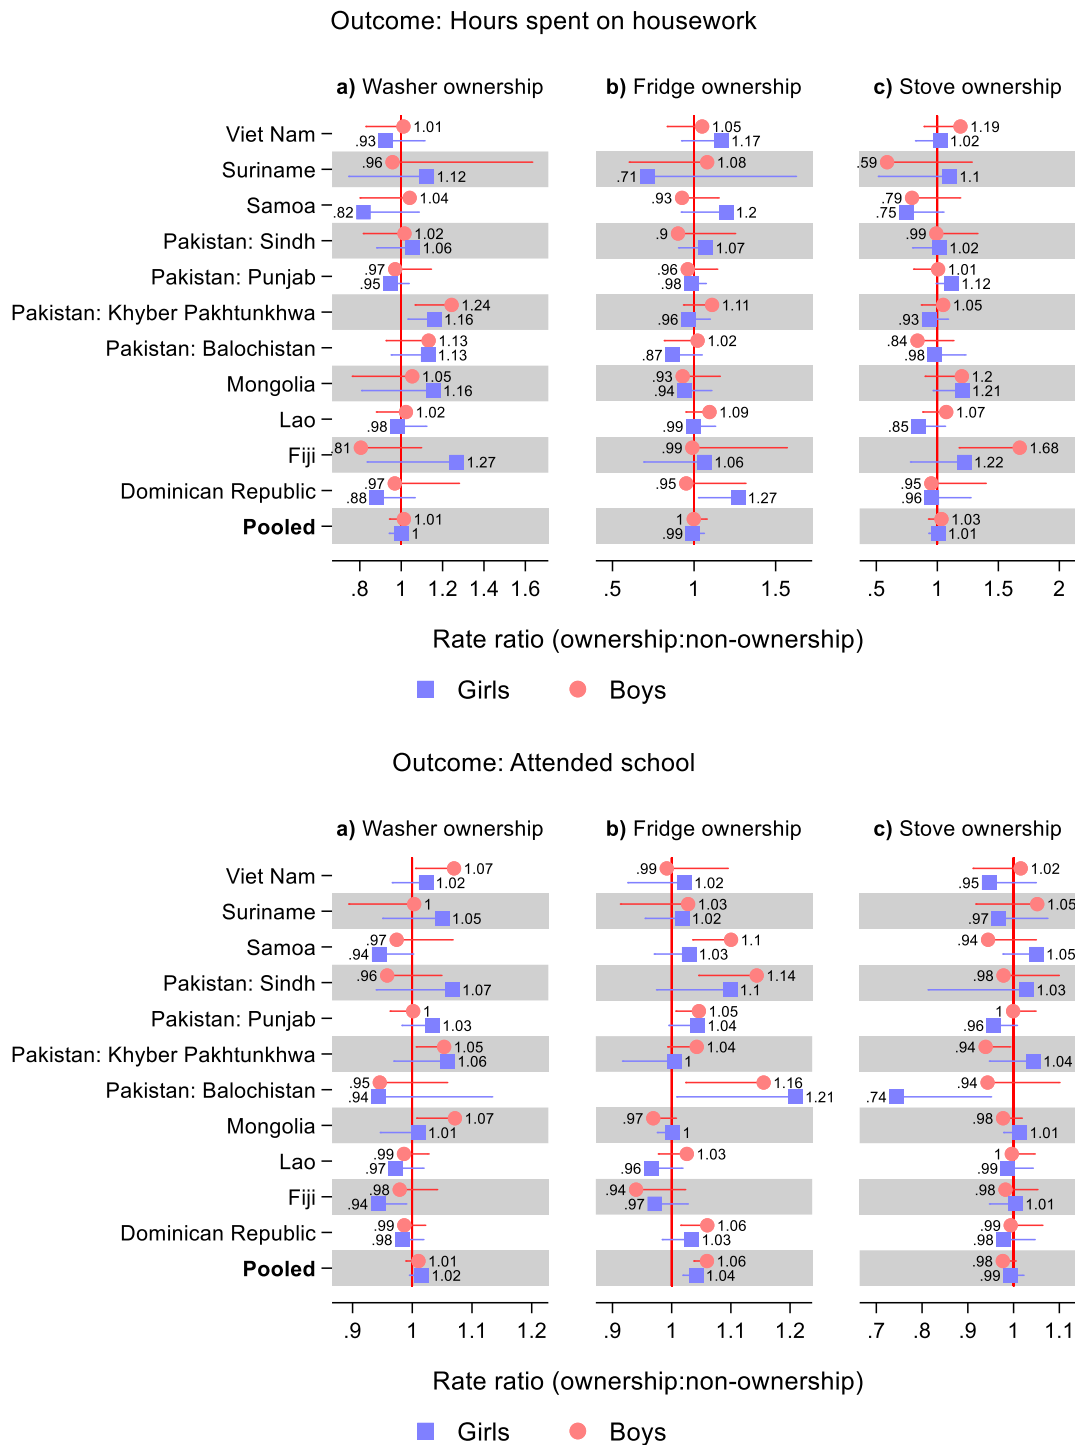 Outcome: Hours spent on housework
a) Washer ownership b) Fridge ownership c) Stove ownership
Viet Nam 1.01 .93 1.05 1.17 1.19 1.02
Suriname .96 1.12 1.08 .71 .59 1.1
Samoa 1.04 .82 .93 1.2 .79 .75
Pakistan: Sindh 1.02 1.06 .9 1.07 .99 1.02
Pakistan: Punjab .97 .95 .96 .98 1.01 1.12
Pakistan: Khyber Pakhtunkhwa 1.24 1.16 1.11 .96 1.05 .93
Pakistan: Balochistan 1.13 1.13 1.02 .87 .84 .98
Mongolia 1.05 1.16 .93 .94 1.2 1.21
Lao 1.02 .98 1.09 .99 1.07 .85
Fiji .81 1.27 .99 1.06 1.68 1.22
Dominican Republic .97 .88 .95 1.27 .95 .96
Pooled 1.01 1 1 .99 1.03 1.01
.8 1 1.2 1.4 1.6 .5 1 1.5 .5 1 1.5 2
Rate ratio (ownership:non-ownership)
Girls Boys
Outcome: Attended school
a) Washer ownership b) Fridge ownership c) Stove ownership
Viet Nam 1.07 1.02 .99 1.02 1.02 .95
Suriname 1 1.05 1.03 1.02 1.05 .97
Samoa .97 .94 1.1 1.03 .94 1.05
Pakistan: Sindh .96 1.07 1.14 1.1 .98 1.03
Pakistan: Punjab 1 1.03 1.05 1.04 1 .96
Pakistan: Khyber Pakhtunkhwa 1.05 1.06 1.04 1 .94 1.04
Pakistan: Balochistan .95 .94 1.16 1.21 .94 .74
Mongolia 1.07 1.01 .97 1 .98 1.01
Lao .99 .97 1.03 .96 1 .99
Fiji .98 .94 .94 .97 .98 1.01
Dominican Republic .99 .98 1.06 1.03 .99 .98
Pooled 1.01 1.02 1.06 1.04 .98 .99
.9 1 1.1 1.2 .9 1 1.1 1.2 .7 .8 .9 1 1.1
Rate ratio (ownership:non-ownership)
Girls Boys